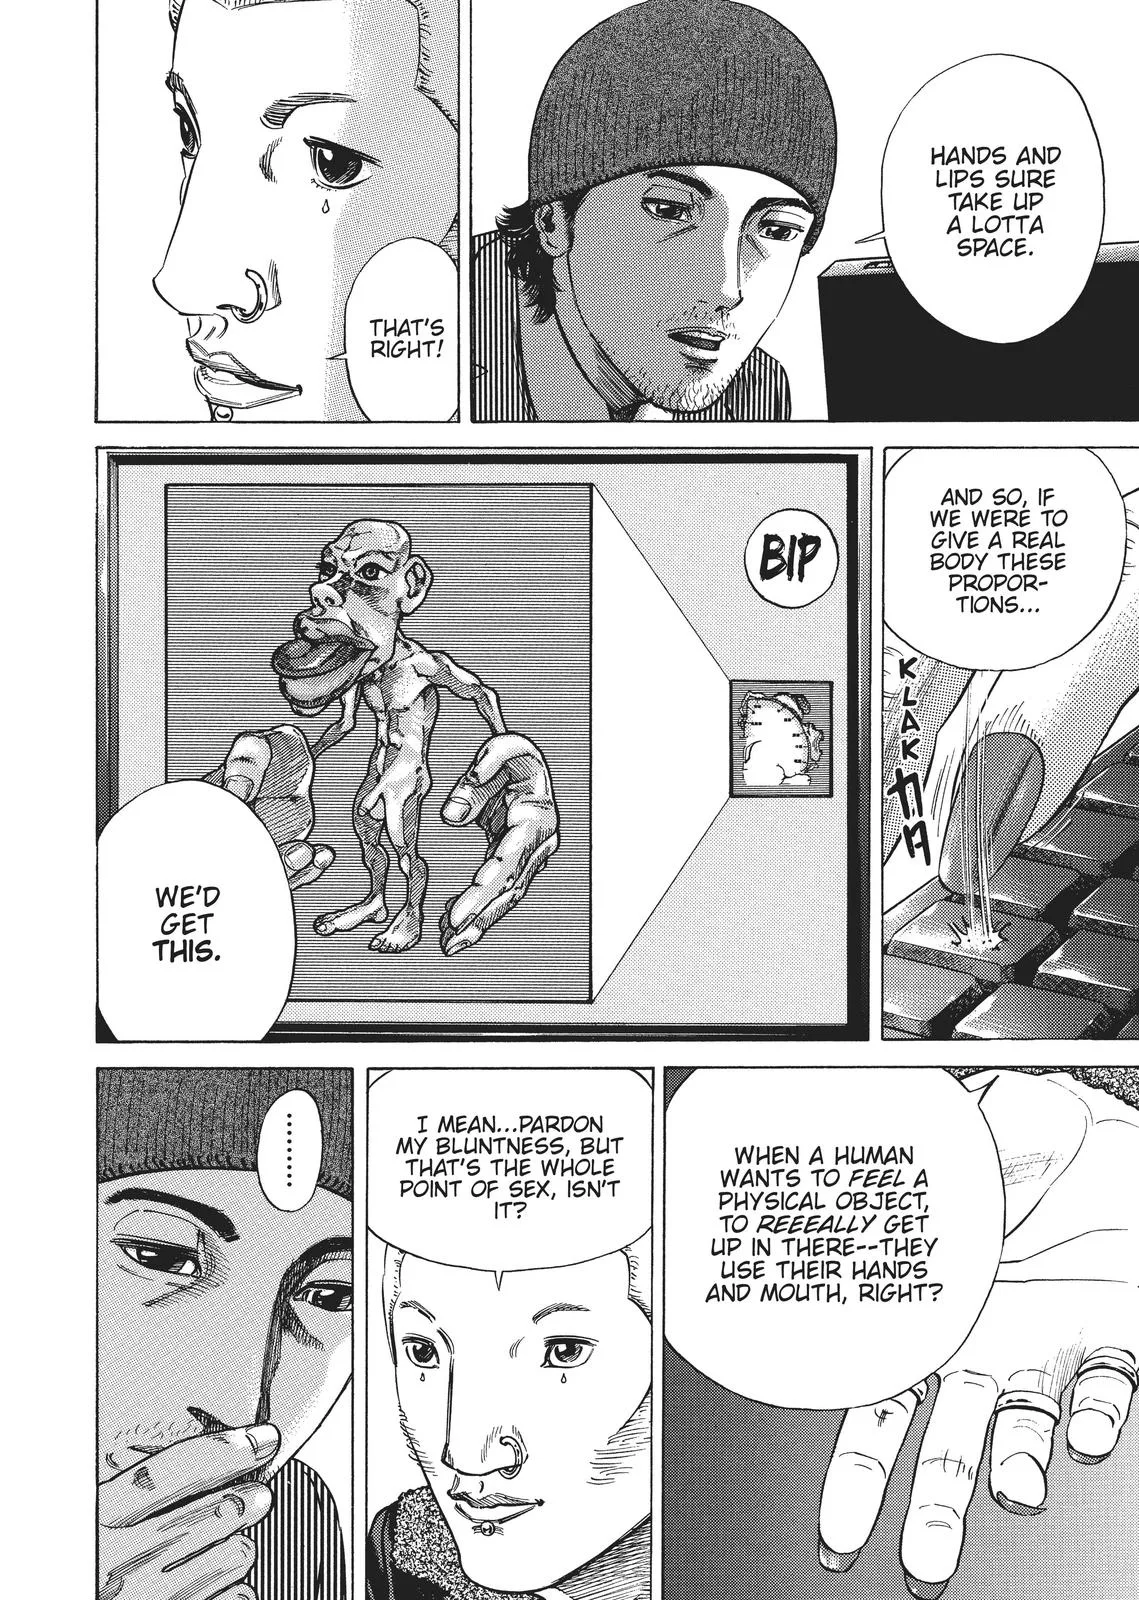 HANDS AND
LIPS SURE
TAKE UP
A LOTTA
SPACE.
THAT'S
RIGHT!
AND SO, IF
WE WERE TO
GIVE A REAL
BODY THESE
PROPOR-
TIONS...
KLAK
カタ
BIP
WE'D
GET
THIS.
WHEN A HUMAN
WANTS TO FEEL A
PHYSICAL OBJECT,
TO REEEALLY GET
UP IN THERE--THEY
USE THEIR HANDS
AND MOUTH, RIGHT?
I MEAN...PARDON
MY BLUNTNESS, BUT
THAT'S THE WHOLE
POINT OF SEX, ISN'T
IT?
.........